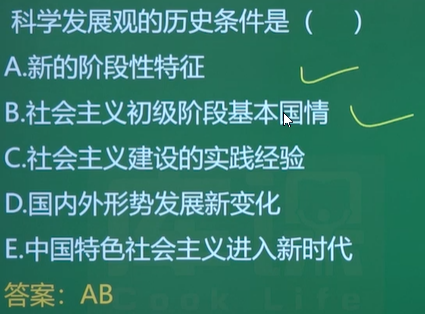 科学发展观的历史条件是（　）
A.新的阶段性特征
B.社会主义初级阶段基本国情
C.社会主义建设的实践经验
D.国内外形势发展新变化
E.中国特色社会主义进入新时代
答案：AB
Cook Life